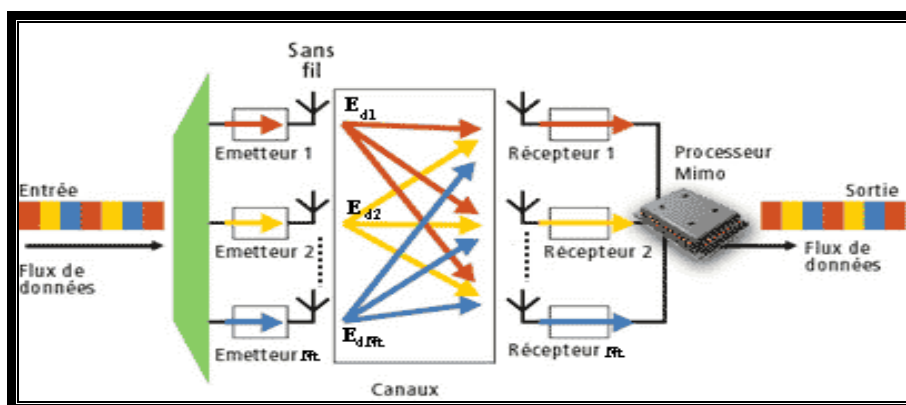 Sans
fil
E d1
Emetteur 1
Récepteur 1
Processeur
Mimo
Entrée
Sortie
E d2
Emetteur 2
Récepteur 2
Flux de
données
Flux de
données
E d
Emetteur
Récepteur
Canaux